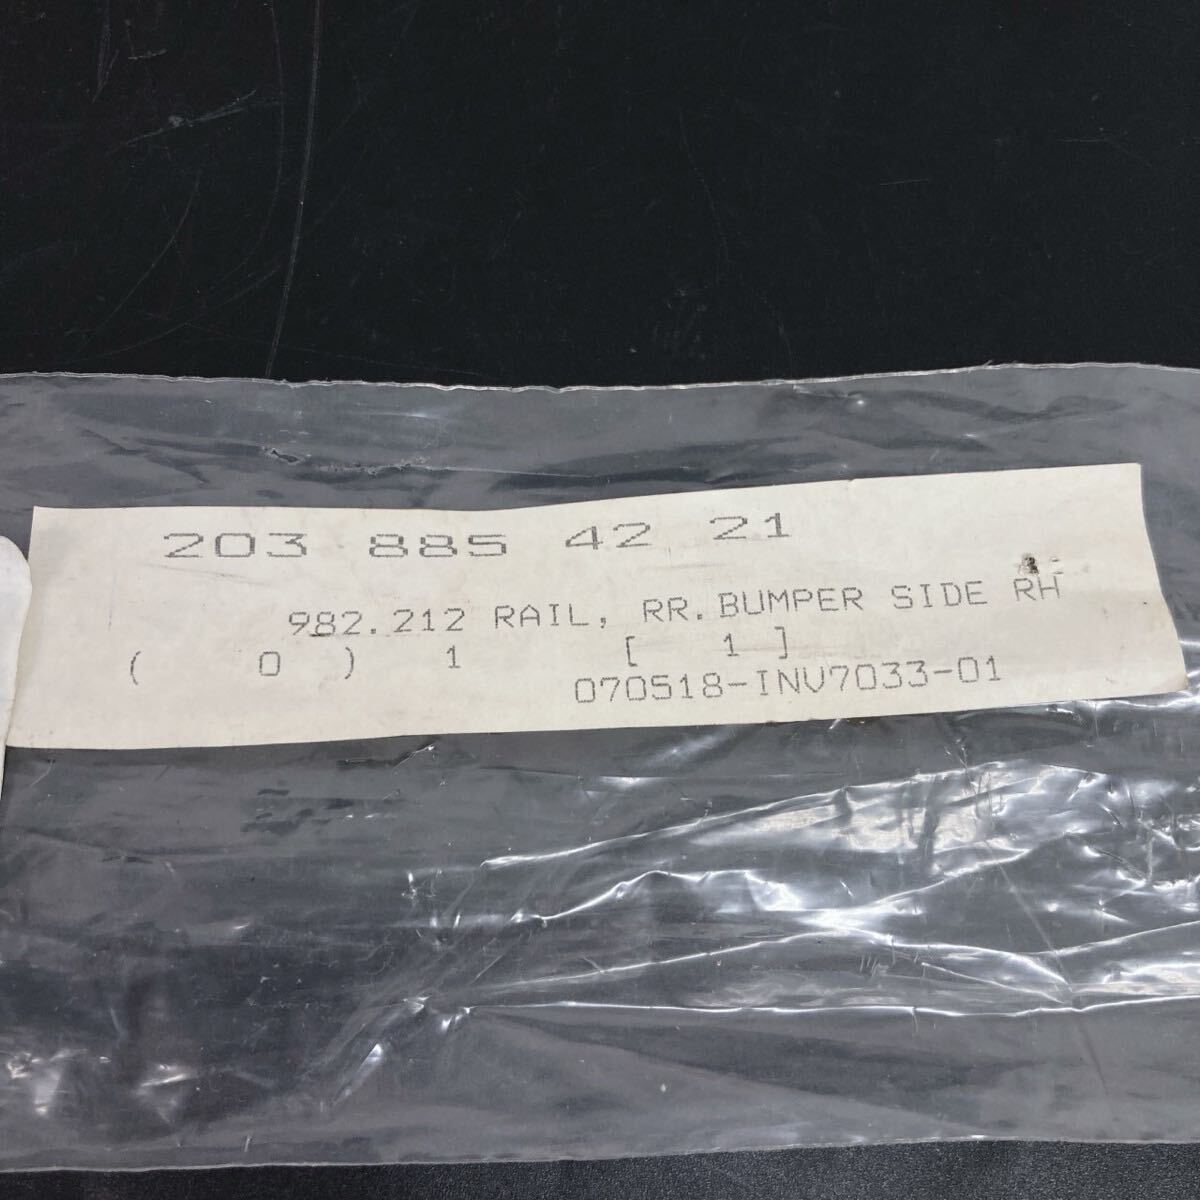 203 885 42 21
982.212 RAIL, RR.BUMPER SIDE RH
( 0 ) 1 [ 1 ]
070518-INV7033-01